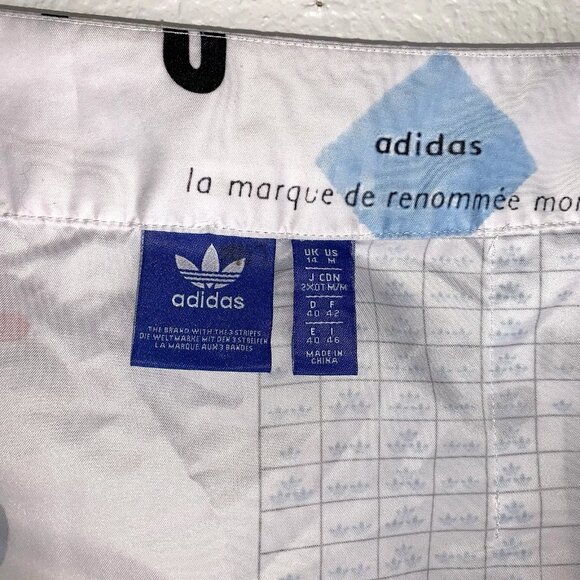 adidas
la marque de renommée mon
adidas
THE BRAND WITH THE 3 STRIPES
DIE WELTMARKE MIT DEN 3 STREIFEN
LA MARQUE AUX 3 BANDES
UK US
14 M
J CDN
2XOT M/M
D F
40 42
E I
40 46
MADE IN
CHINA